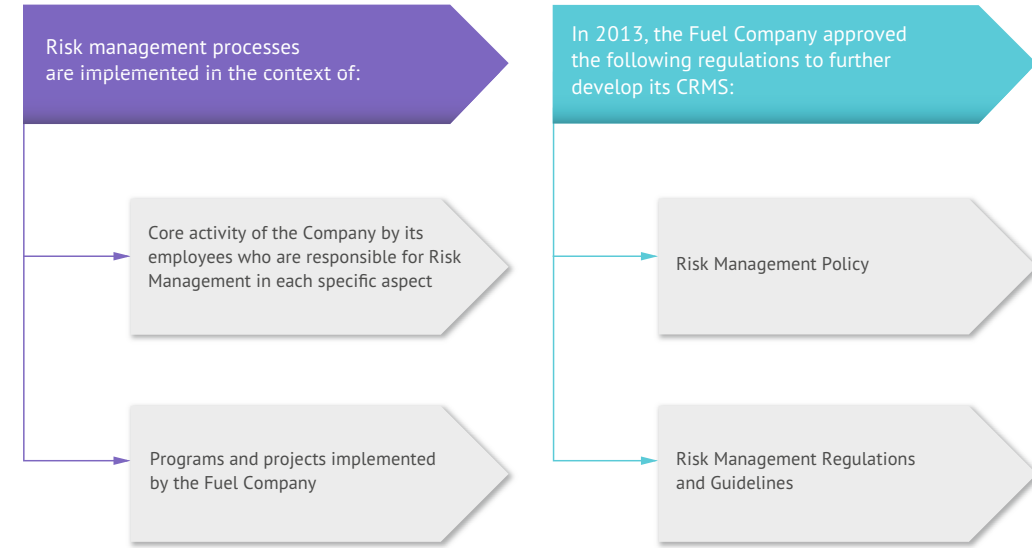 Risk management processes
are implemented in the context of:
Core activity of the Company by its
employees who are responsible for Risk
Management in each specific aspect
Programs and projects implemented
by the Fuel Company
In 2013, the Fuel Company approved
the following regulations to further
develop its CRMS:
Risk Management Policy
Risk Management Regulations
and Guidelines